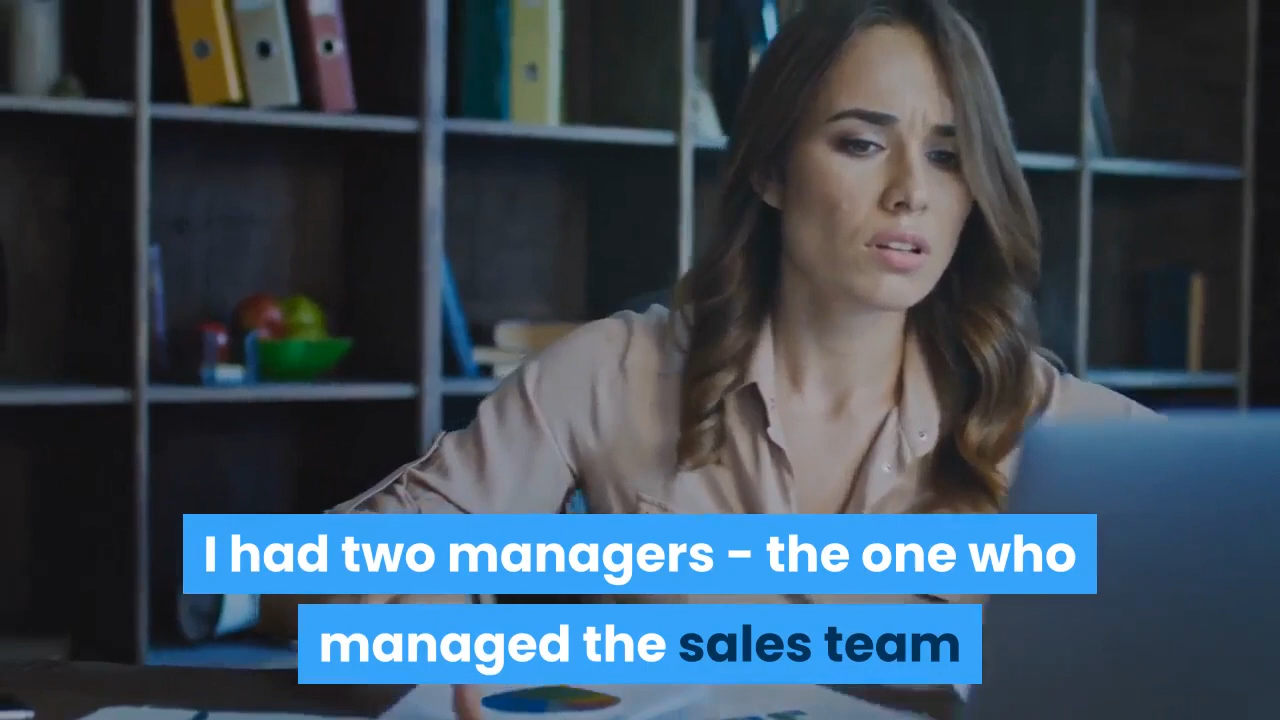 I had two managers - the one who
managed the sales team